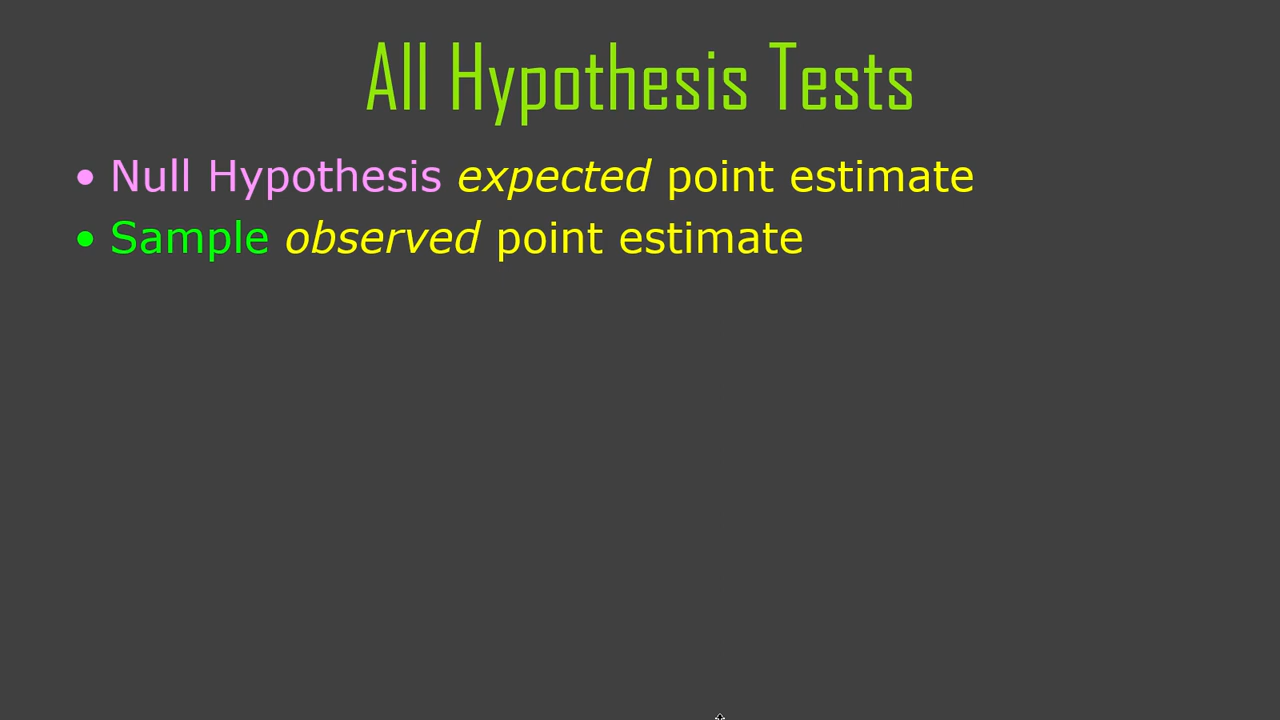 All Hypothesis Tests
• Null Hypothesis expected point estimate
• Sample observed point estimate